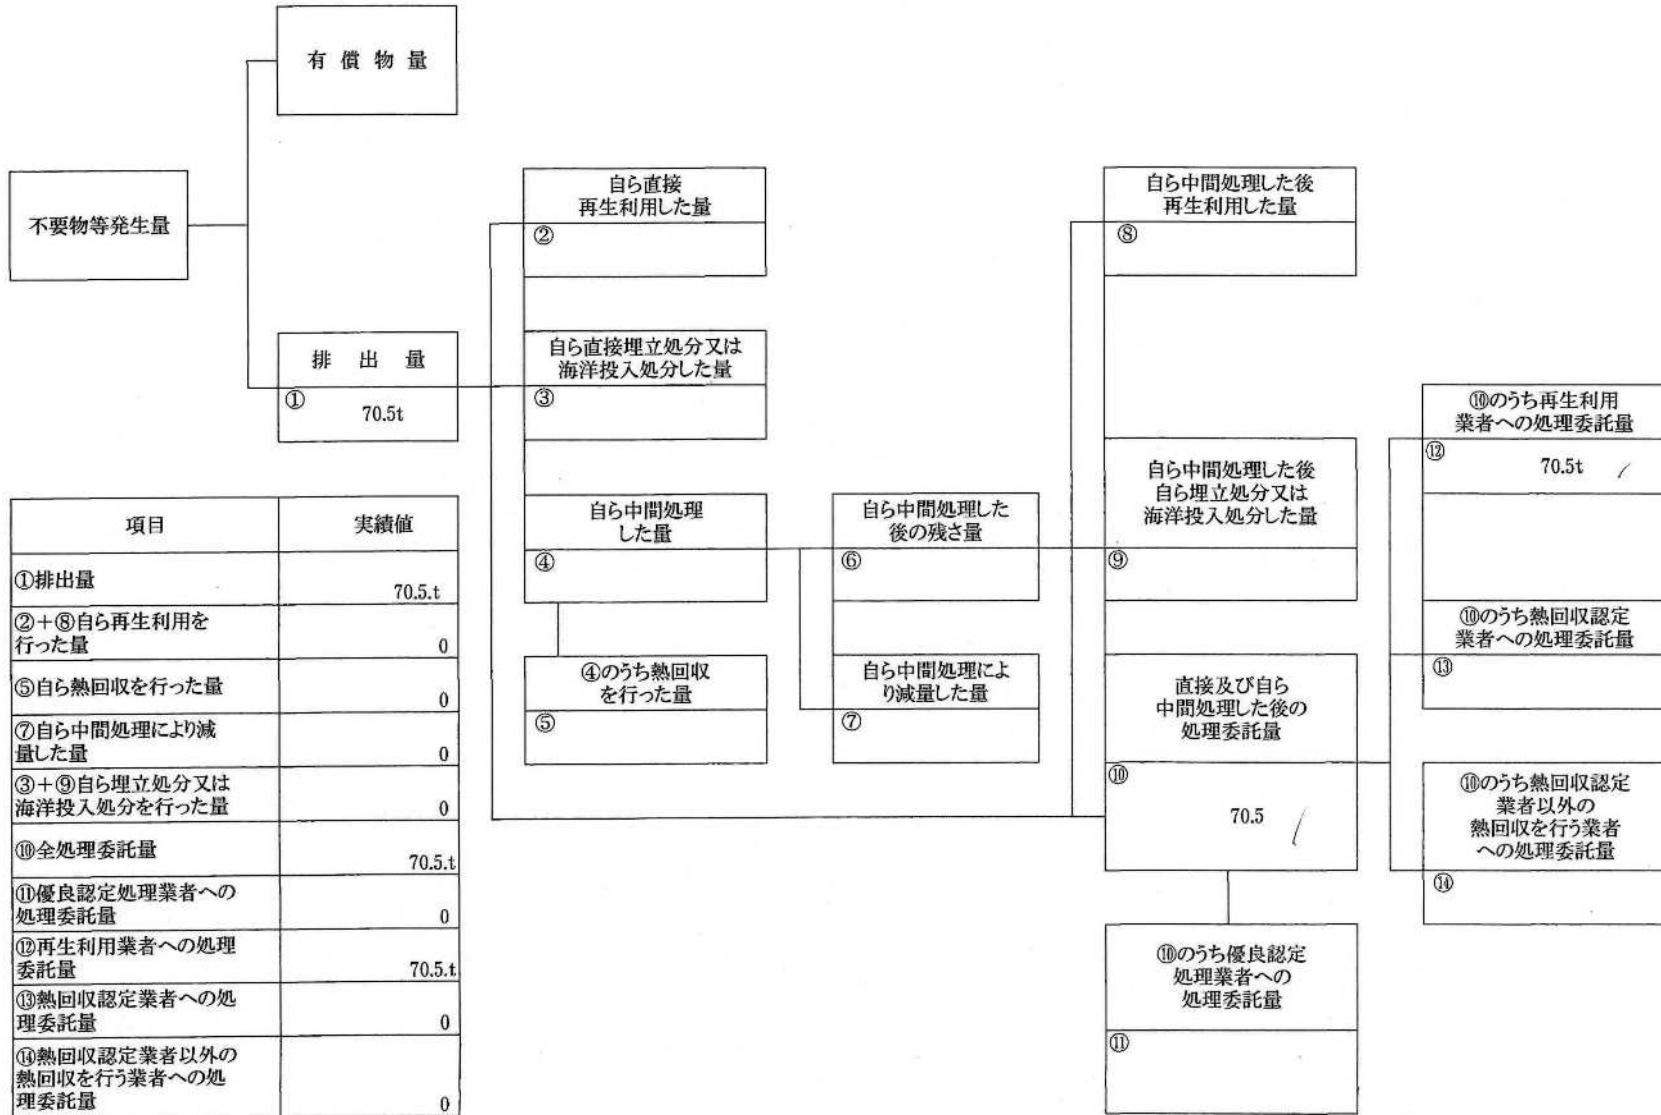 有 償 物 量
不要物等発生量
排 出 量
①
70.5t
自ら直接
再生利用した量
②
自ら直接埋立処分又は
海洋投入処分した量
③
自ら中間処理
した量
④
④のうち熱回収
を行った量
⑤
自ら中間処理した
後の残さ量
⑥
自ら中間処理によ
り減量した量
⑦
自ら中間処理した後
再生利用した量
⑧
自ら中間処理した後
自ら埋立処分又は
海洋投入処分した量
⑨
直接及び自ら
中間処理した後の
処理委託量
⑩
70.5
⑩のうち優良認定
処理業者への
処理委託量
⑪
⑩のうち再生利用
業者への処理委託量
⑫
70.5t
⑩のうち熱回収認定
業者への処理委託量
⑬
⑩のうち熱回収認定
業者以外の
熱回収を行う業者
への処理委託量
⑭
項目 実績値
①排出量 70.5.t
②+⑧自ら再生利用を
行った量 0
⑤自ら熱回収を行った量 0
⑦自ら中間処理により減
量した量 0
③+⑨自ら埋立処分又は
海洋投入処分を行った量 0
⑩全処理委託量 70.5.t
⑪優良認定処理業者への
処理委託量 0
⑫再生利用業者への処理
委託量 70.5.t
⑬熱回収認定業者への処
理委託量 0
⑭熱回収認定業者以外の
熱回収を行う業者への処
理委託量 0